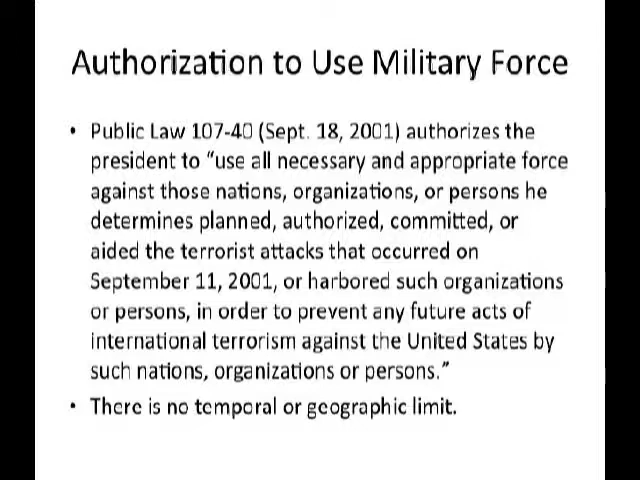 Authorization to Use Military Force
• Public Law 107-40 (Sept. 18, 2001) authorizes the
president to “use all necessary and appropriate force
against those nations, organizations, or persons he
determines planned, authorized, committed, or
aided the terrorist attacks that occurred on
September 11, 2001, or harbored such organizations
or persons, in order to prevent any future acts of
international terrorism against the United States by
such nations, organizations or persons.”
• There is no temporal or geographic limit.